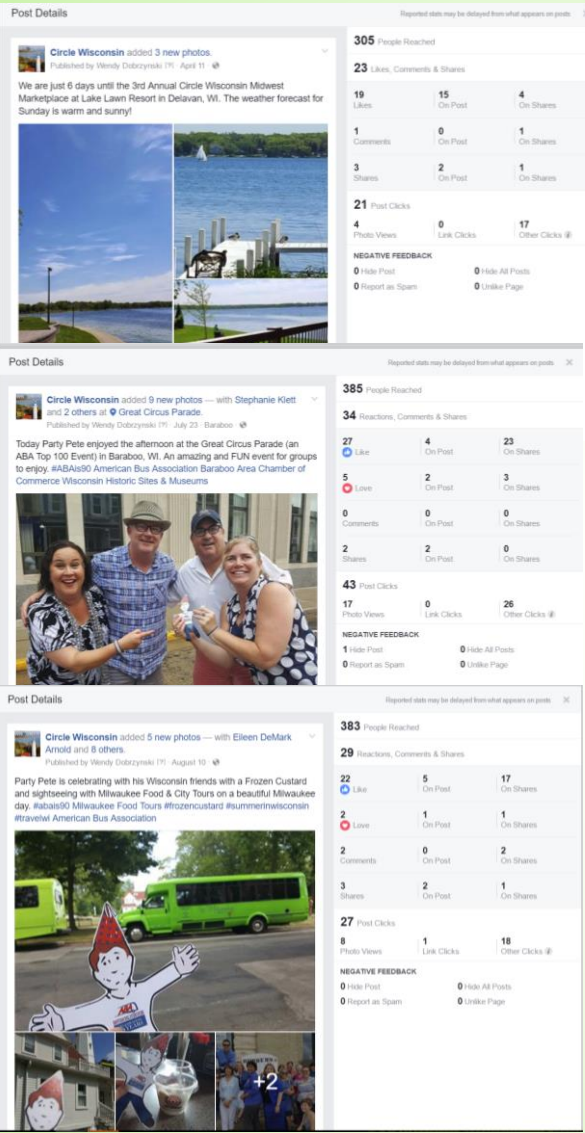 Post Details
Reported stats may be delayed from what appears on posts
Circle Wisconsin added 3 new photos.
Published by Wendy Dobrzynski [?] · April 11 ·
We are just 6 days until the 3rd Annual Circle Wisconsin Midwest
Marketplace at Lake Lawn Resort in Delavan, WI. The weather forecast for
Sunday is warm and sunny!
305 People Reached
23 Likes, Comments & Shares
19 15 4
Likes On Post On Shares
1 0 1
Comments On Post On Shares
3 2 1
Shares On Post On Shares
21 Post Clicks
4 0 17
Photo Views Link Clicks Other Clicks
NEGATIVE FEEDBACK
0 Hide Post 0 Hide All Posts
0 Report as Spam 0 Unlike Page
Post Details
Reported stats may be delayed from what appears on posts
Circle Wisconsin added 9 new photos — with Stephanie Klett
and 2 others at Great Circus Parade.
Published by Wendy Dobrzynski [?] · July 23 · Baraboo ·
Today Party Pete enjoyed the afternoon at the Great Circus Parade (an
ABA Top 100 Event) in Baraboo, WI. An amazing and FUN event for groups
to enjoy. #ABAis90 American Bus Association Baraboo Area Chamber of
Commerce Wisconsin Historic Sites & Museums
385 People Reached
34 Reactions, Comments & Shares
27 4 23
Like On Post On Shares
5 2 3
Love On Post On Shares
0 0 0
Comments On Post On Shares
2 2 0
Shares On Post On Shares
43 Post Clicks
17 0 26
Photo Views Link Clicks Other Clicks
NEGATIVE FEEDBACK
1 Hide Post 0 Hide All Posts
0 Report as Spam 0 Unlike Page
Post Details
Reported stats may be delayed from what appears on posts
Circle Wisconsin added 5 new photos — with Eileen DeMark
Arnold and 8 others.
Published by Wendy Dobrzynski [?] · August 10 ·
Party Pete is celebrating with his Wisconsin friends with a Frozen Custard
and sightseeing with Milwaukee Food & City Tours on a beautiful Milwaukee
day. #abais90 Milwaukee Food Tours #frozencustard #summerinwisconsin
#travelwi American Bus Association
+2
383 People Reached
29 Reactions, Comments & Shares
22 5 17
Like On Post On Shares
2 1 1
Love On Post On Shares
2 0 2
Comments On Post On Shares
3 2 1
Shares On Post On Shares
27 Post Clicks
8 1 18
Photo Views Link Clicks Other Clicks
NEGATIVE FEEDBACK
0 Hide Post 0 Hide All Posts
0 Report as Spam 0 Unlike Page